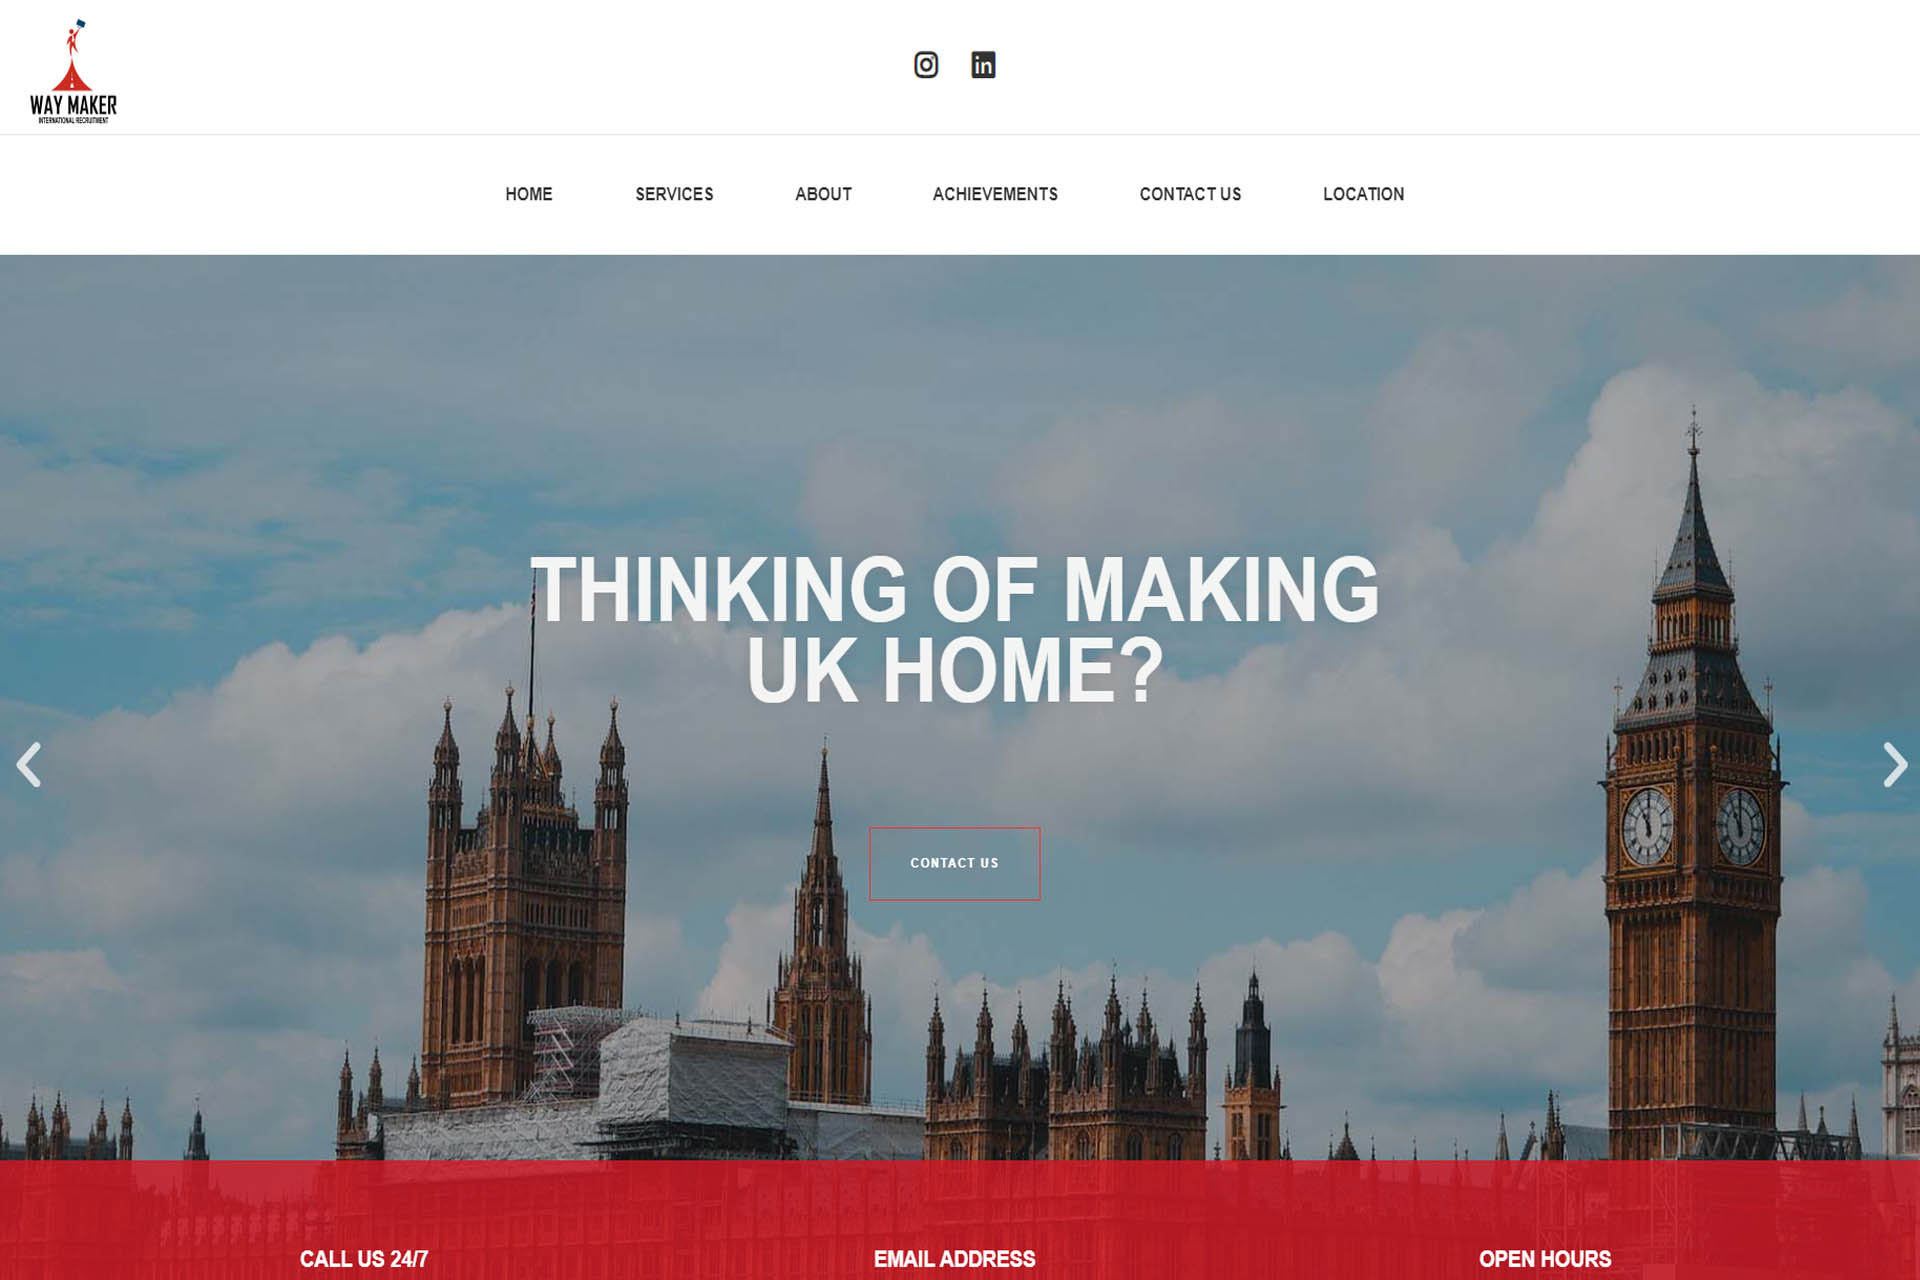 WAY MAKER
INTERNATIONAL RECRUITMENT
HOME SERVICES ABOUT ACHIEVEMENTS CONTACT US LOCATION
THINKING OF MAKING
UK HOME?
CONTACT US
CALL US 24/7 EMAIL ADDRESS OPEN HOURS